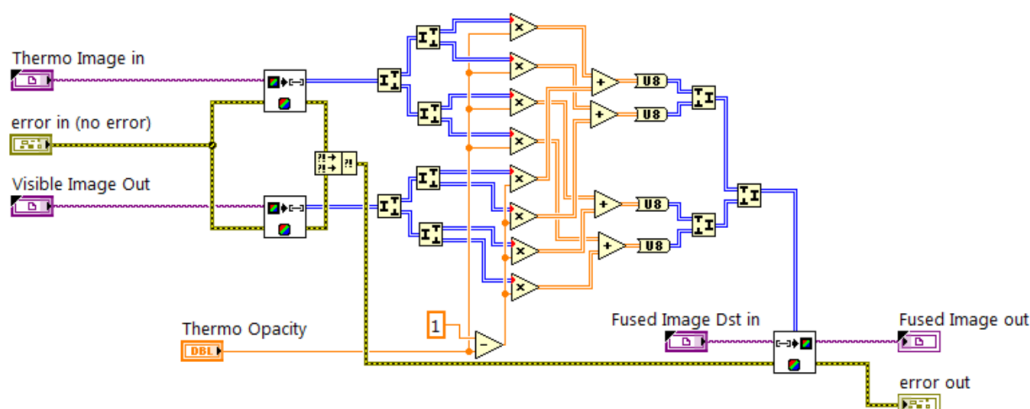 Thermo Image in
error in (no error)
Visible Image Out
Thermo Opacity
DBL
1
U8
U8
U8
U8
Fused Image Dst in
Fused Image out
error out